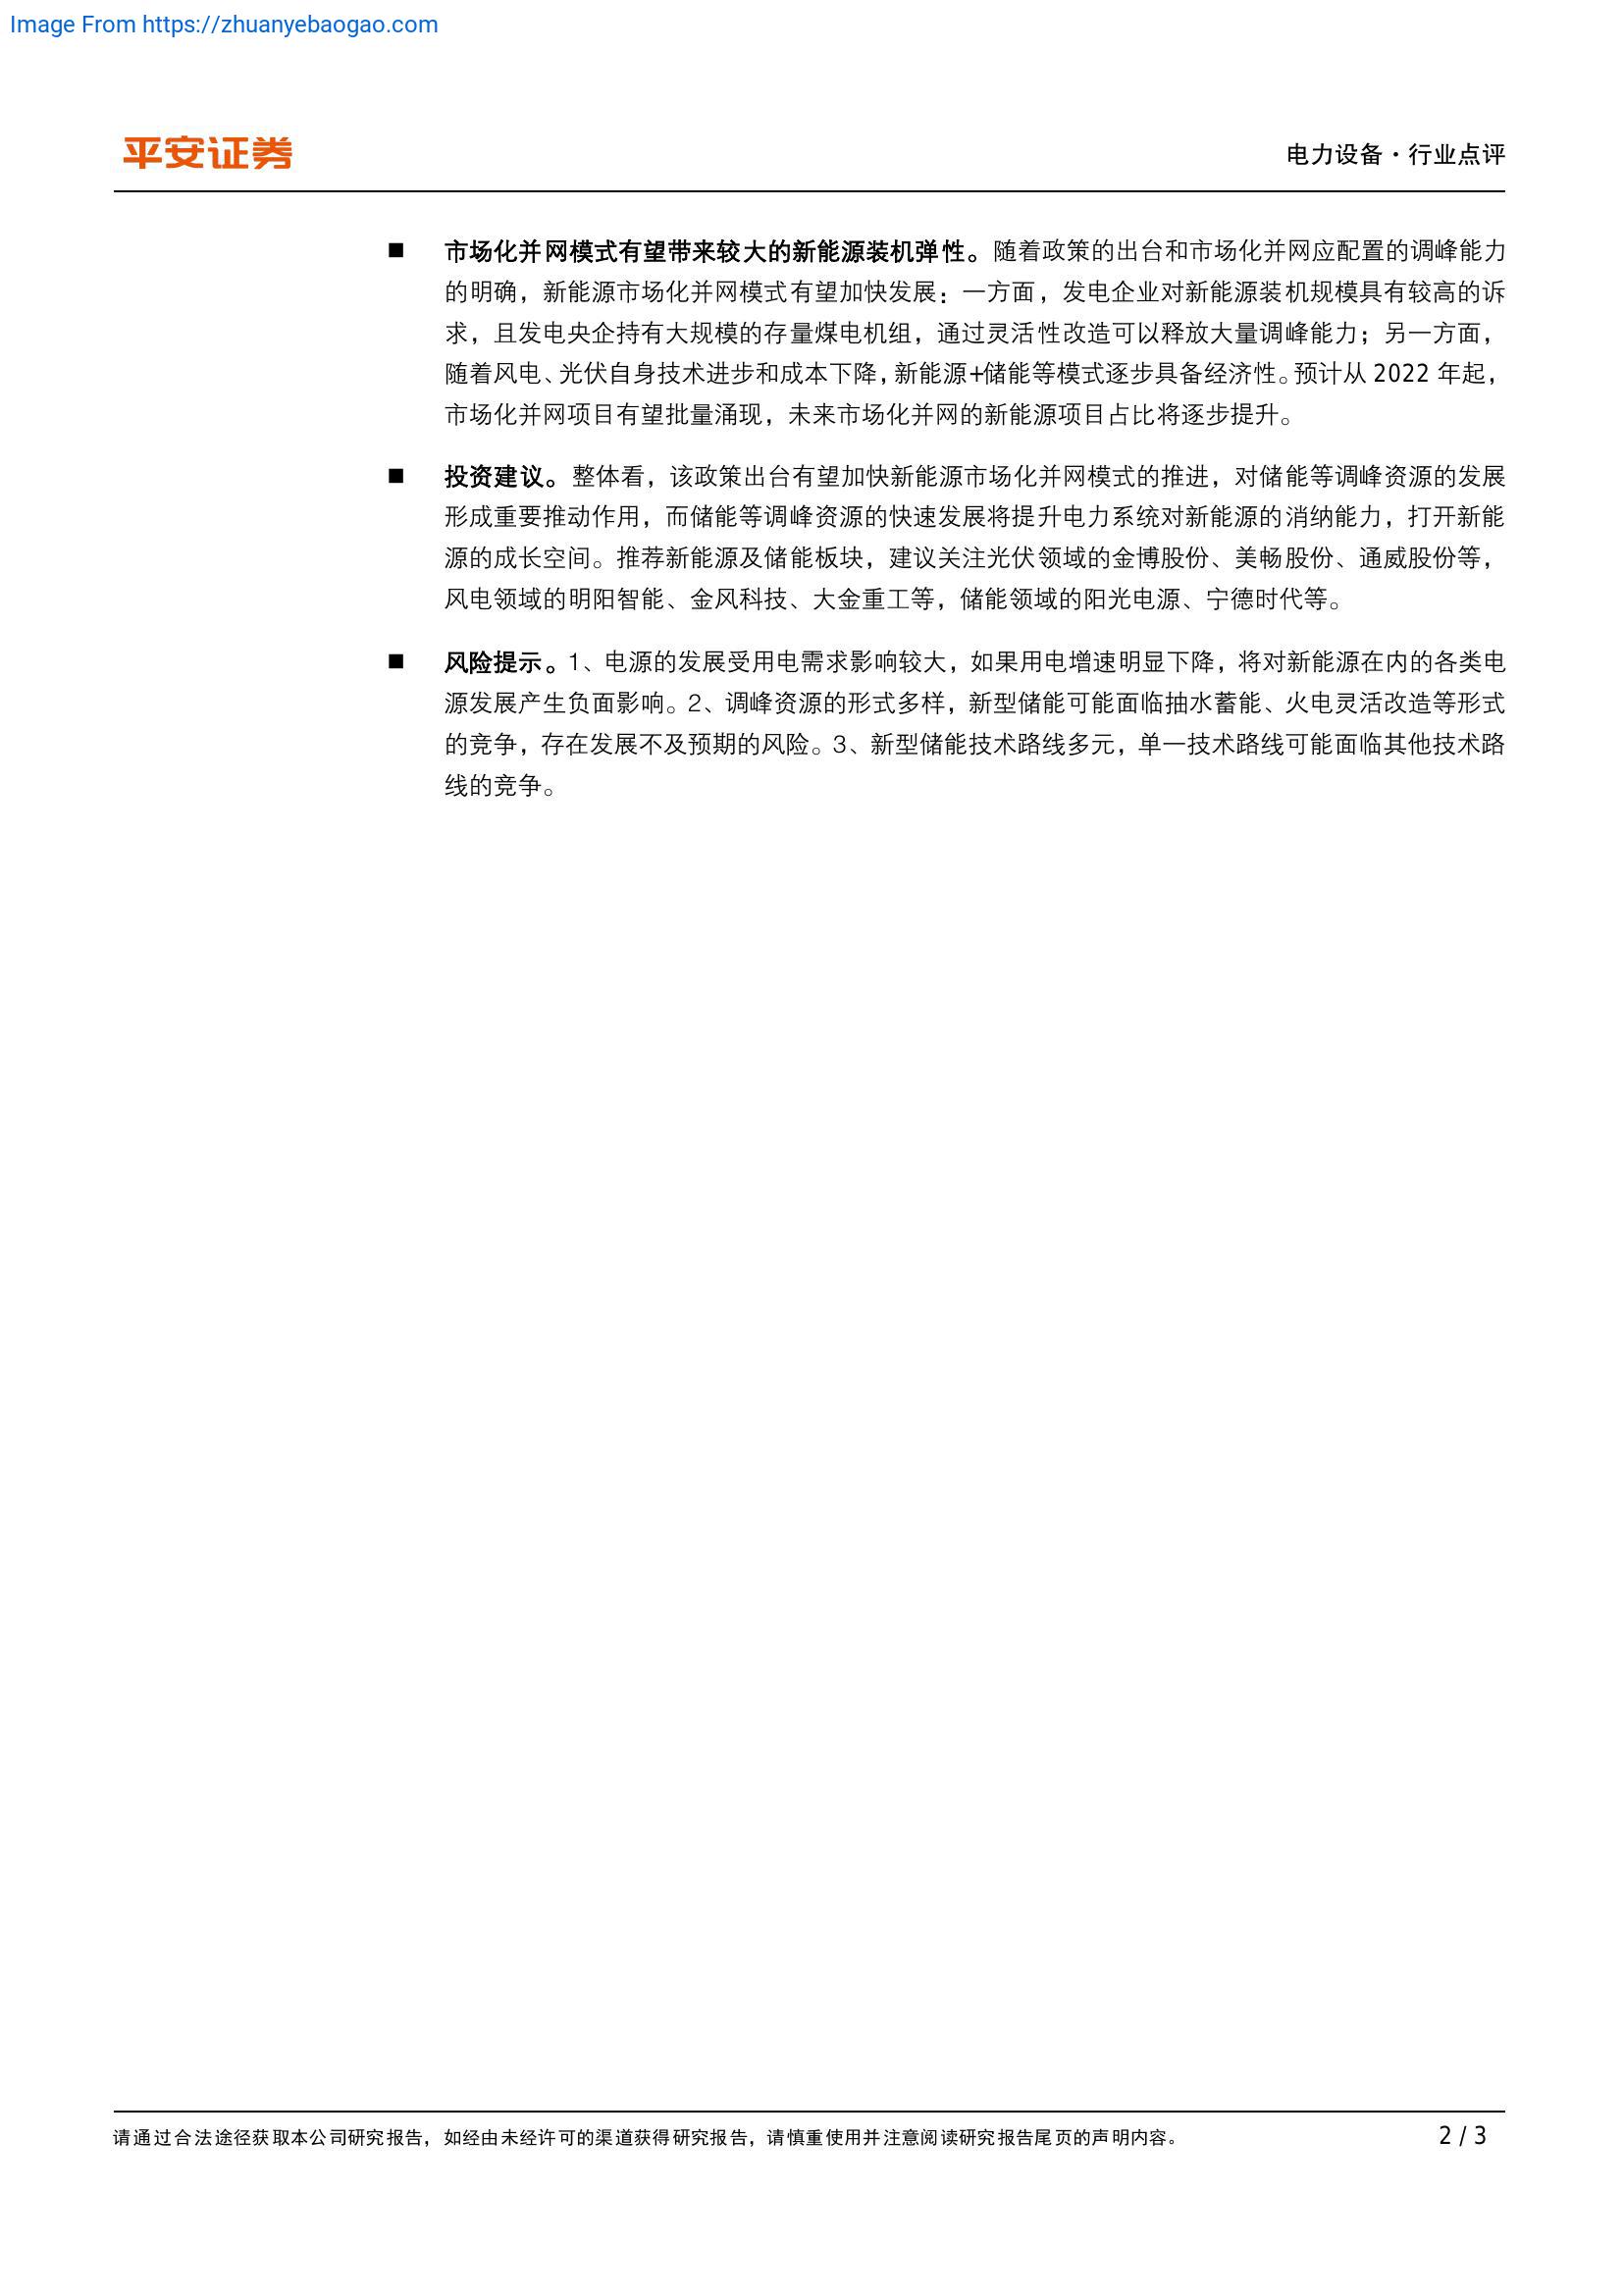 Image From https://zhuanyebaogao.com
平安证券
电力设备·行业点评
■ 市场化并网模式有望带来较大的新能源装机弹性。随着政策的出台和市场化并网应配置的调峰能力
的明确，新能源市场化并网模式有望加快发展：一方面，发电企业对新能源装机规模具有较高的诉
求，且发电央企持有大规模的存量煤电机组，通过灵活性改造可以释放大量调峰能力；另一方面，
随着风电、光伏自身技术进步和成本下降，新能源+储能等模式逐步具备经济性。预计从 2022 年起，
市场化并网项目有望批量涌现，未来市场化并网的新能源项目占比将逐步提升。
■ 投资建议。整体看，该政策出台有望加快新能源市场化并网模式的推进，对储能等调峰资源的发展
形成重要推动作用，而储能等调峰资源的快速发展将提升电力系统对新能源的消纳能力，打开新能
源的成长空间。推荐新能源及储能板块，建议关注光伏领域的金博股份、美畅股份、通威股份等，
风电领域的明阳智能、金风科技、大金重工等，储能领域的阳光电源、宁德时代等。
■ 风险提示。1、电源的发展受用电需求影响较大，如果用电增速明显下降，将对新能源在内的各类电
源发展产生负面影响。2、调峰资源的形式多样，新型储能可能面临抽水蓄能、火电灵活改造等形式
的竞争，存在发展不及预期的风险。3、新型储能技术路线多元，单一技术路线可能面临其他技术路
线的竞争。
请通过合法途径获取本公司研究报告，如经由未经许可的渠道获得研究报告，请慎重使用并注意阅读研究报告尾页的声明内容。
2 / 3